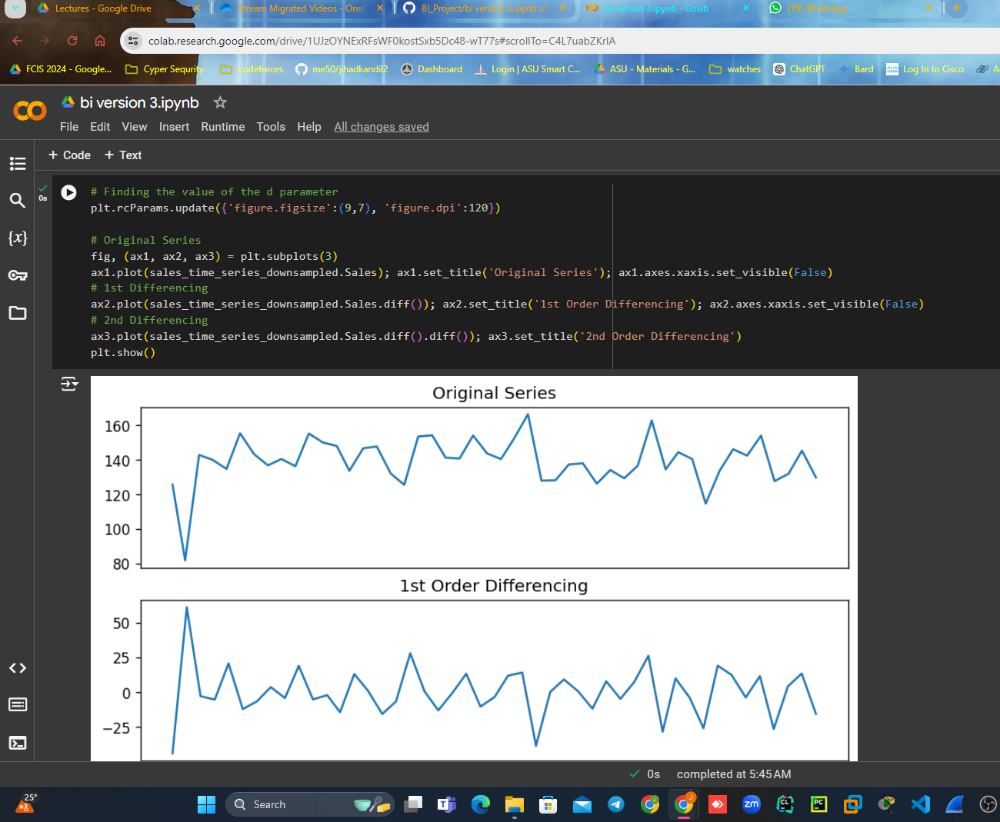 Lectures - Google Drive
Stream Migrated Videos - One
BI_Project/bi version 3.ipynb at
bi version 3.ipynb - Colab
(19) WhatsApp
colab.research.google.com/drive/1UJzOYNExRFsWF0kostSxb5Dc48-wT77s#scrollTo=C4L7uabZKrlA
FCIS 2024 - Google...
Cyper Sequrity
codeforces
me50/jihadkandil2
Dashboard
Login | ASU Smart C...
ASU - Materials - G...
watches
ChatGPT
Bard
Log In to Cisco
bi version 3.ipynb
File Edit View Insert Runtime Tools Help All changes saved
+ Code + Text
0s
# Finding the value of the d parameter
plt.rcParams.update({'figure.figsize':(9,7), 'figure.dpi':120})
# Original Series
fig, (ax1, ax2, ax3) = plt.subplots(3)
ax1.plot(sales_time_series_downsampled.Sales); ax1.set_title('Original Series'); ax1.axes.xaxis.set_visible(False)
# 1st Differencing
ax2.plot(sales_time_series_downsampled.Sales.diff()); ax2.set_title('1st Order Differencing'); ax2.axes.xaxis.set_visible(False)
# 2nd Differencing
ax3.plot(sales_time_series_downsampled.Sales.diff().diff()); ax3.set_title('2nd Order Differencing')
plt.show()
{x}
Original Series
160
140
120
100
80
1st Order Differencing
50
25
0
−25
0s completed at 5:45 AM
25°
Search